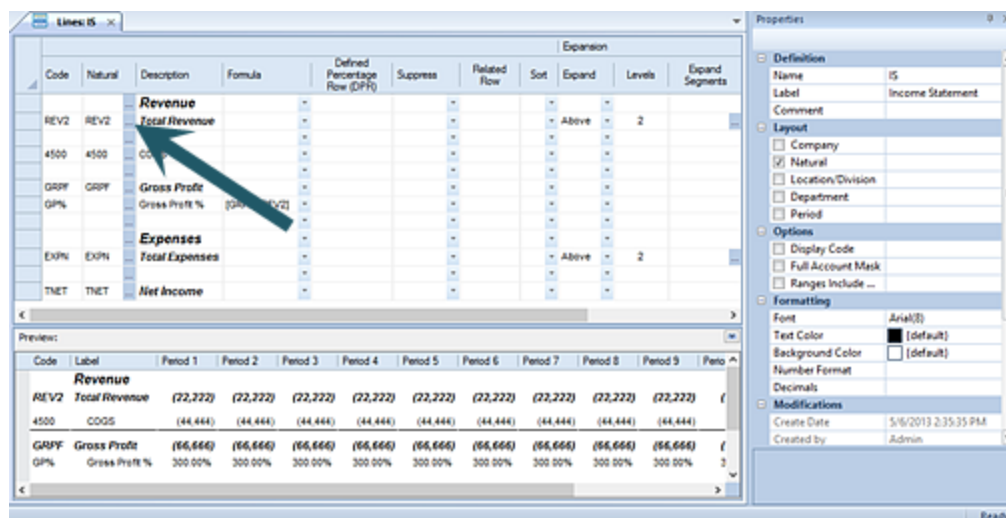 Lines: IS
Expansion
Code Natural Description Formula Defined Percentage Row (DPR) Suppress Related Row Sort Expand Levels Expand Segments
Revenue
REV2 REV2 ... Total Revenue Above 2 ...
4500 4500
GRPF GRPF Gross Profit
GP% Gross Profit %
Expenses
EXPN EXPN Total Expenses Above 2
TNET TNET Net Income
Preview:
Code Label Period 1 Period 2 Period 3 Period 4 Period 5 Period 6 Period 7 Period 8 Period 9 Perio
Revenue
REV2 Total Revenue (22,222) (22,222) (22,222) (22,222) (22,222) (22,222) (22,222) (22,222) (22,222) (
4500 COGS (44,444) (44,444) (44,444) (44,444) (44,444) (44,444) (44,444) (44,444) (44,444)
GRPF Gross Profit (66,666) (66,666) (66,666) (66,666) (66,666) (66,666) (66,666) (66,666) (66,666) (
GP% Gross Profit % 300.00% 300.00% 300.00% 300.00% 300.00% 300.00% 300.00% 300.00% 300.00% 3
Properties
Definition
Name IS
Label Income Statement
Comment
Layout
Company
Natural
Location/Division
Department
Period
Options
Display Code
Full Account Mask
Ranges Include ...
Formatting
Font Arial(8)
Text Color (default)
Background Color (default)
Number Format
Decimals
Modifications
Create Date 5/6/2013 2:35:35 PM
Created by Admin
Ready